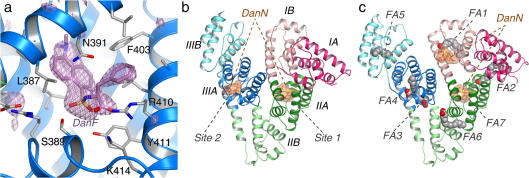 a
N391
F403
L387
R410
DanF
S389
Y411
K414
b
DanN
IB
IIIB
IA
IIIA
IIA
Site 2
Site 1
IIB
c
DanN
FA5
FA1
FA2
FA4
FA7
FA3
FA6